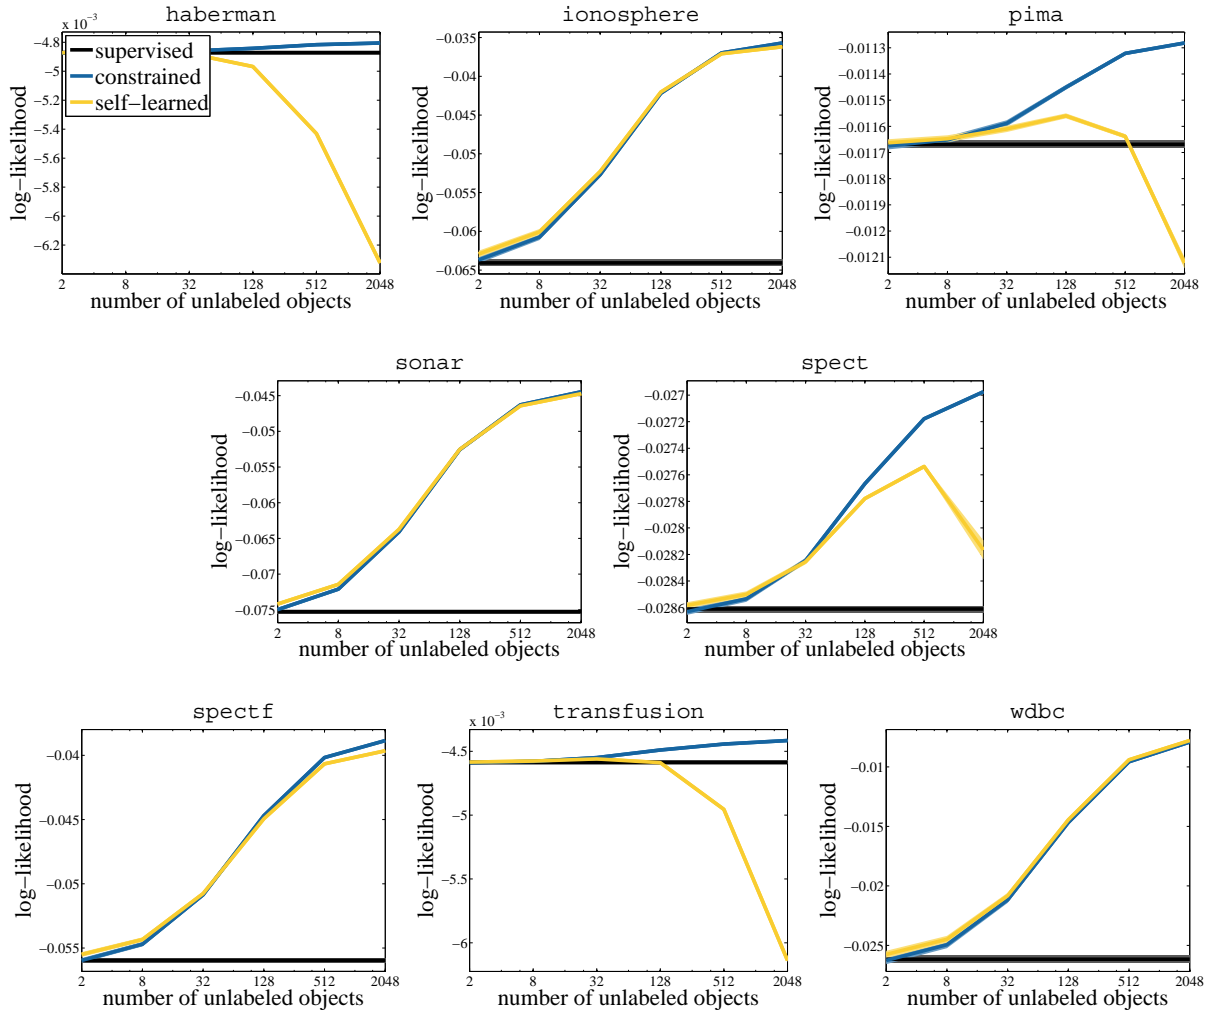 haberman
x 10⁻³
−4.8
−5
−5.2
−5.4
−5.6
−5.8
−6
−6.2
log−likelihood
supervised
constrained
self−learned
2 8 32 128 512 2048
number of unlabeled objects
ionosphere
−0.035
−0.04
−0.045
−0.05
−0.055
−0.06
−0.065
log−likelihood
2 8 32 128 512 2048
number of unlabeled objects
pima
−0.0113
−0.0114
−0.0115
−0.0116
−0.0117
−0.0118
−0.0119
−0.012
−0.0121
log−likelihood
2 8 32 128 512 2048
number of unlabeled objects
sonar
−0.045
−0.05
−0.055
−0.06
−0.065
−0.07
−0.075
log−likelihood
2 8 32 128 512 2048
number of unlabeled objects
spect
−0.027
−0.0272
−0.0274
−0.0276
−0.0278
−0.028
−0.0282
−0.0284
−0.0286
log−likelihood
2 8 32 128 512 2048
number of unlabeled objects
spectf
−0.04
−0.045
−0.05
−0.055
log−likelihood
2 8 32 128 512 2048
number of unlabeled objects
transfusion
x 10⁻³
−4.5
−5
−5.5
−6
log−likelihood
2 8 32 128 512 2048
number of unlabeled objects
wdbc
−0.01
−0.015
−0.02
−0.025
log−likelihood
2 8 32 128 512 2048
number of unlabeled objects